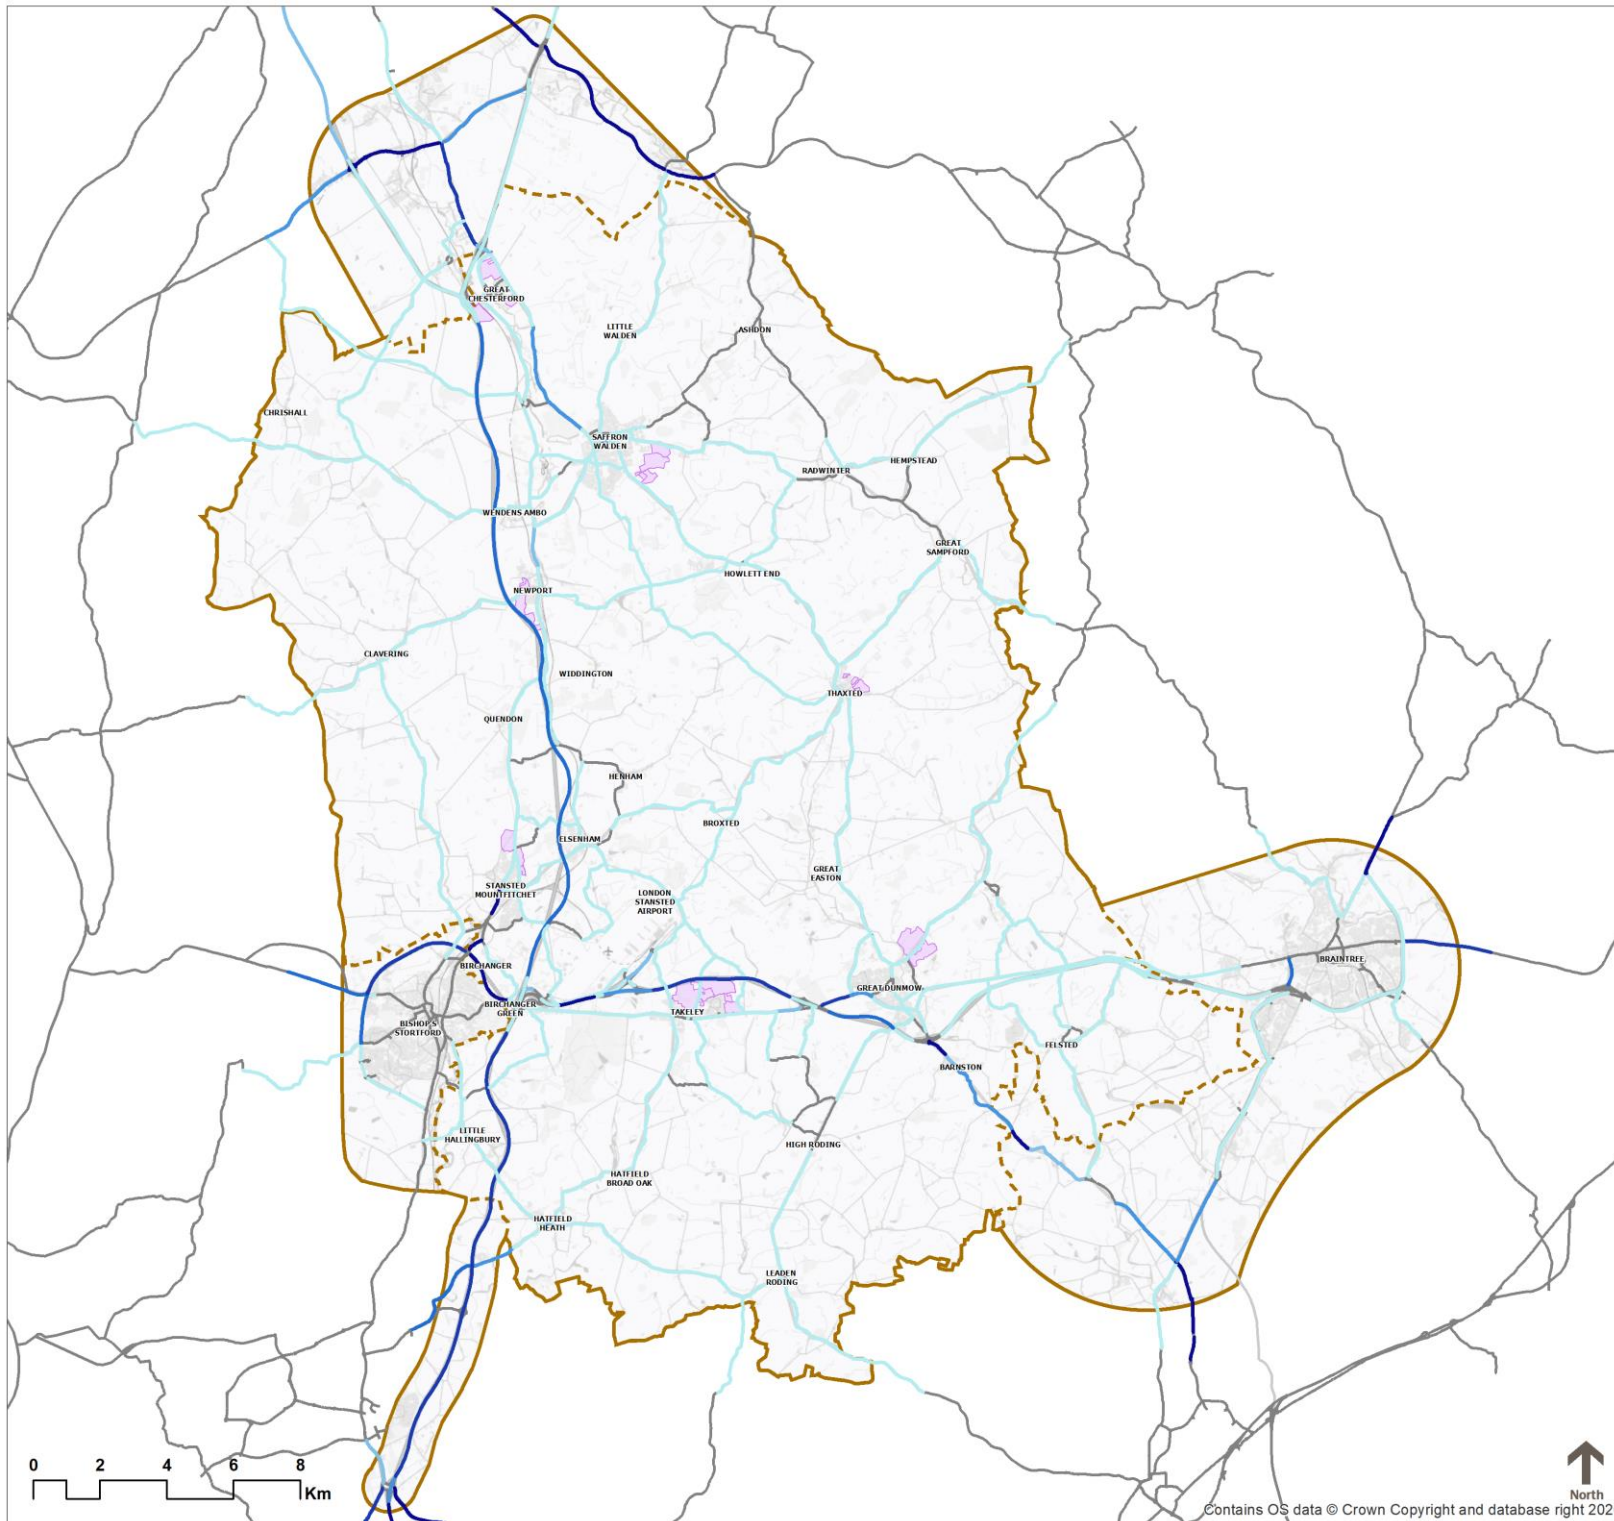 GREAT
CHESTERFORD
LITTLE
WALDEN
ASHDON
CHRISHALL
SAFFRON
WALDEN
RADWINTER
HEMPSTEAD
WENDENS AMBO
GREAT
SAMPFORD
HOWLETT END
NEWPORT
CLAVERING
WIDDINGTON
THAXTED
QUENDON
HENHAM
BROXTED
ELSENHAM
GREAT
EASTON
STANSTED
MOUNTFITCHET
LONDON
STANSTED
AIRPORT
BIRCHANGER
BRAINTREE
GREAT DUNMOW
BIRCHANGER
GREEN
TAKELEY
BISHOP'S
STORTFORD
FELSTED
BARNSTON
LITTLE
HALLINGBURY
HIGH RODING
HATFIELD
BROAD OAK
HATFIELD
HEATH
LEADEN
RODING
0 2 4 6 8
Km
North
Contains OS data © Crown Copyright and database right 202